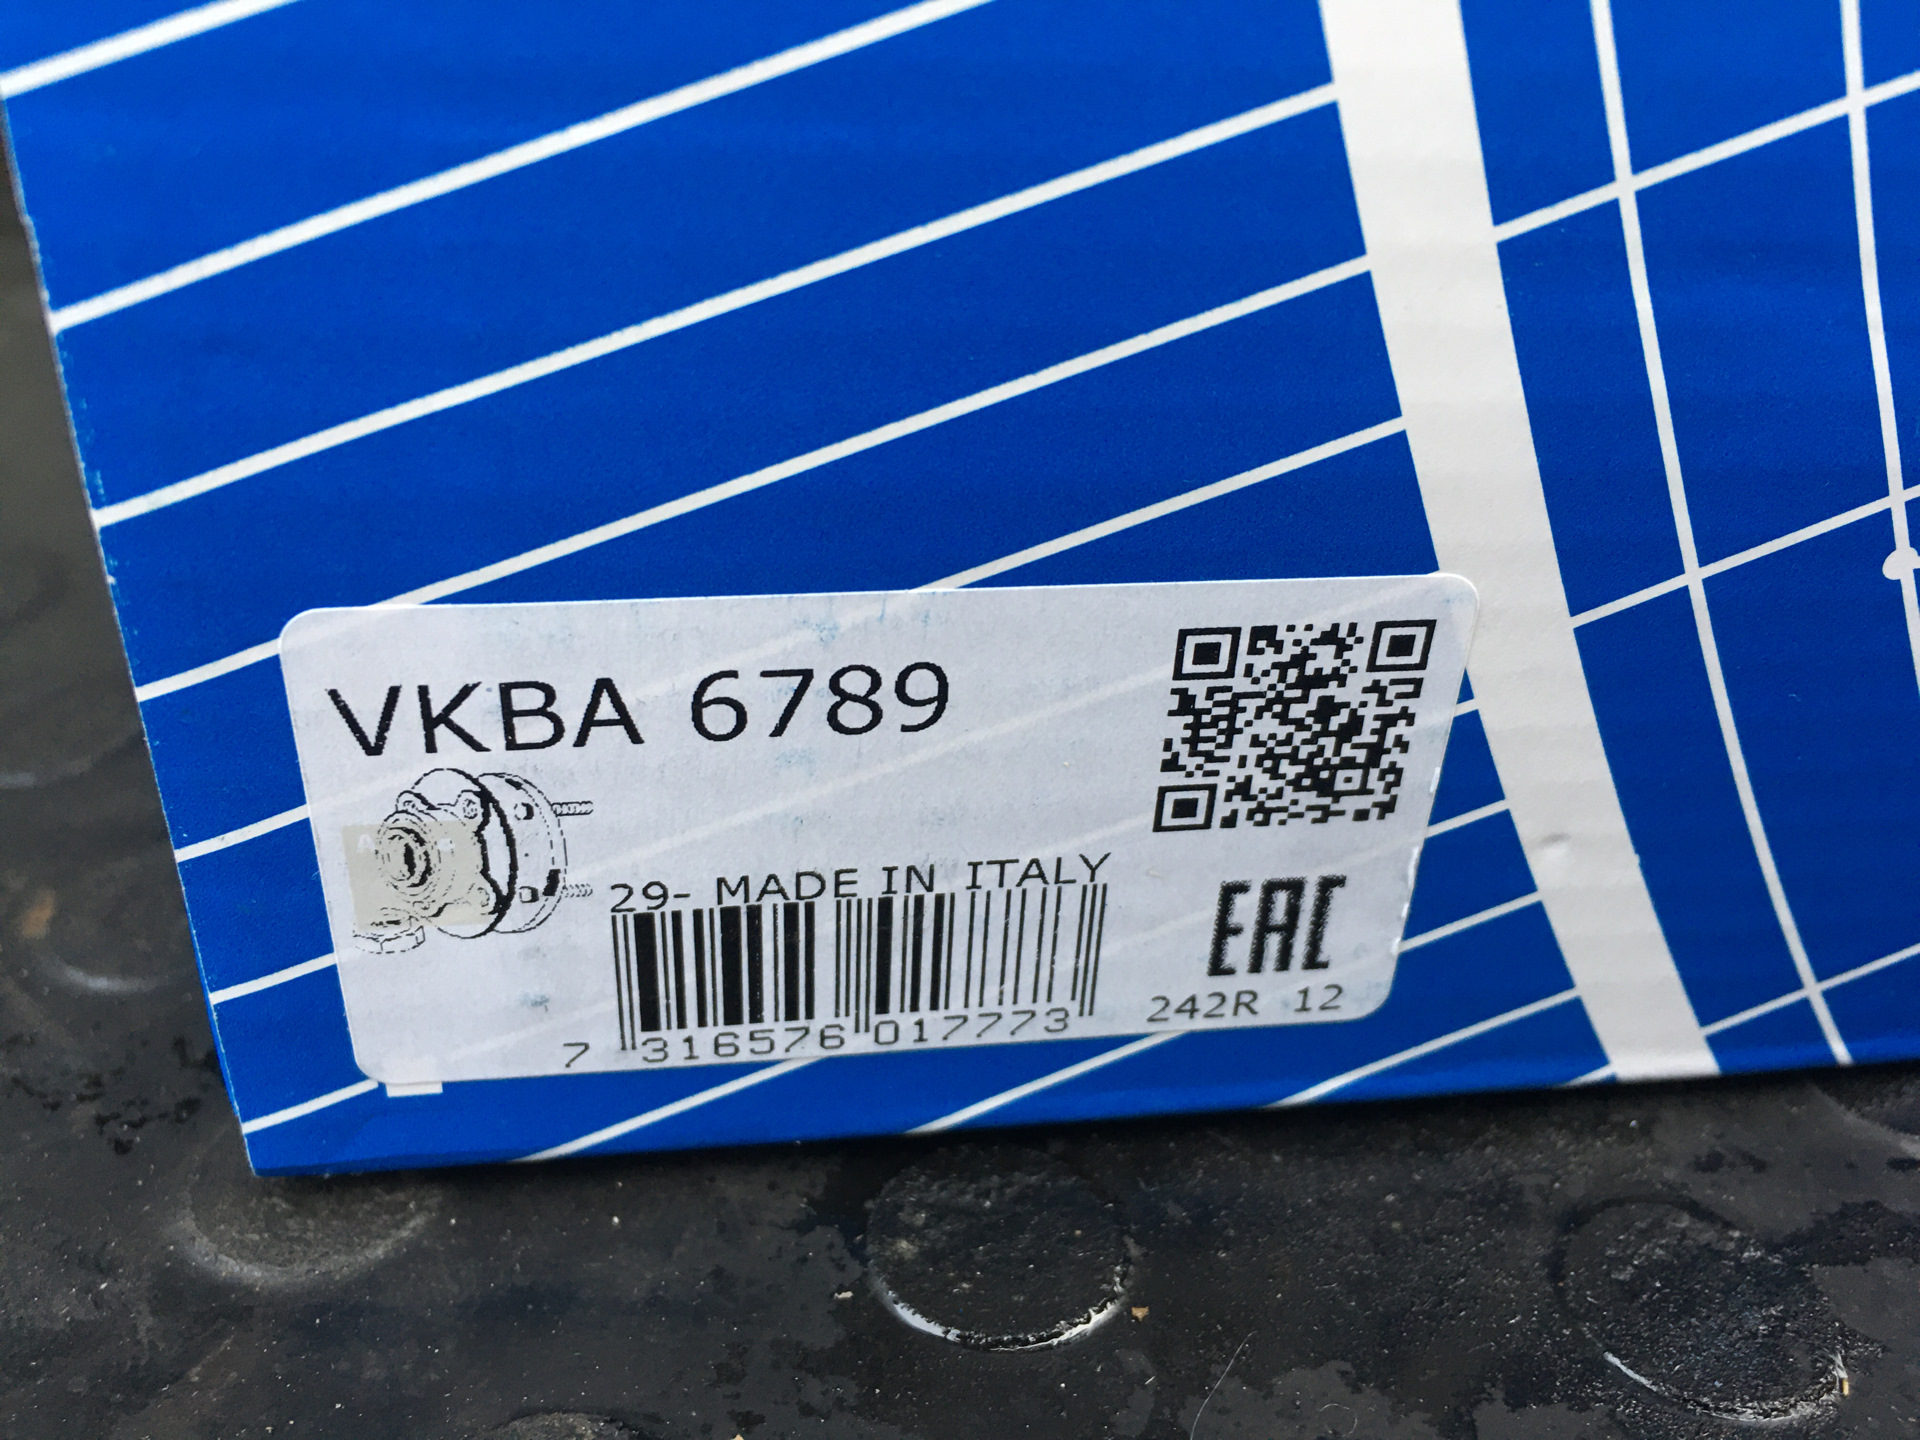 VKBA 6789
29- MADE IN ITALY
7 316576 017773
EAC
242R 12